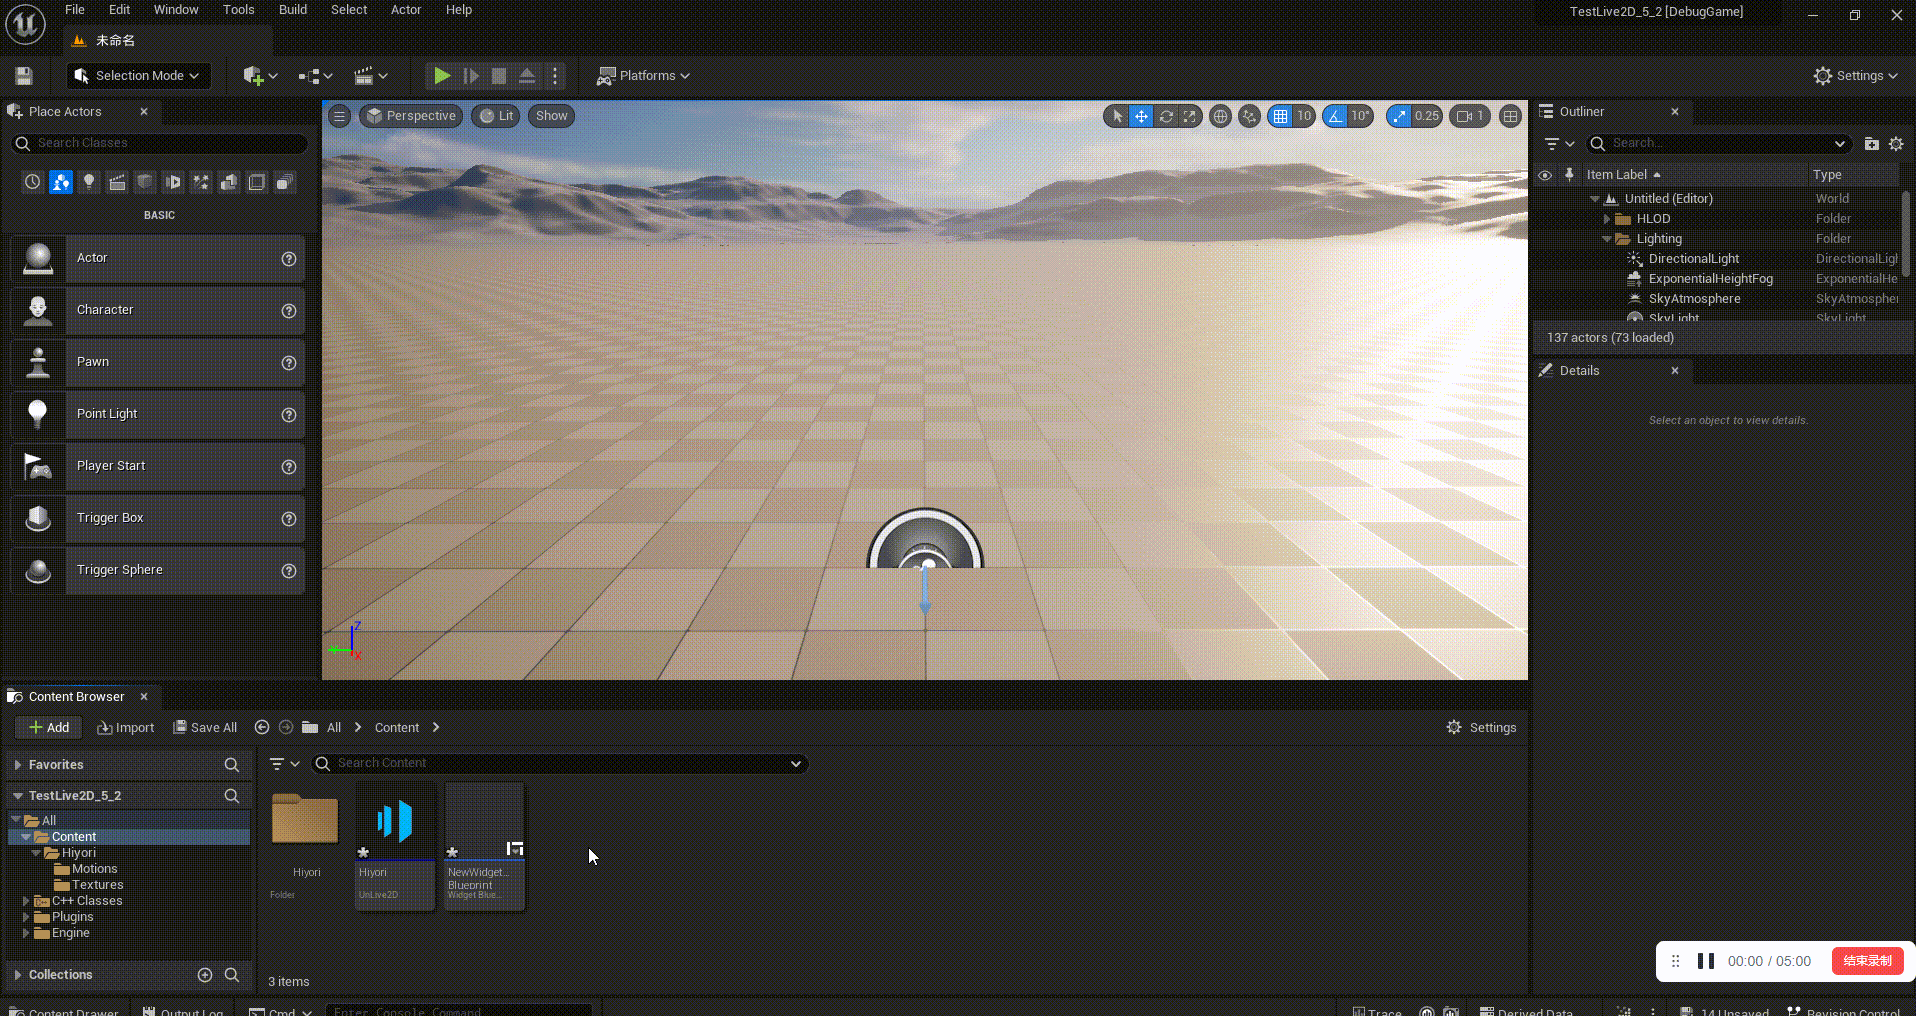 File Edit Window Tools Build Select Actor Help
TestLive2D_5_2 [DebugGame]
未命名
Selection Mode
Platforms
Settings
Place Actors
Search Classes
BASIC
Actor
Character
Pawn
Point Light
Player Start
Trigger Box
Trigger Sphere
Perspective Lit Show
10 10° 0.25 1
Outliner
Search...
Item Label Type
Untitled (Editor) World
HLOD Folder
Lighting Folder
DirectionalLight DirectionalLigh
ExponentialHeightFog ExponentialHe
SkyAtmosphere SkyAtmospher
SkyLight SkyLight
137 actors (73 loaded)
Details
Select an object to view details.
Z
X
Content Browser
Add Import Save All All Content
Settings
Favorites
TestLive2D_5_2
All
Content
Hiyori
Motions
Textures
C++ Classes
Plugins
Engine
Collections
Search Content
Hiyori
Folder
Hiyori
UnLive2D
NewWidget...
Blueprint
Widget Blue...
3 items
00:00 / 05:00
结束录制
Content Drawer Output Log Cmd Enter Console Command
Trace Derived Data 14 Unsaved Revision Control